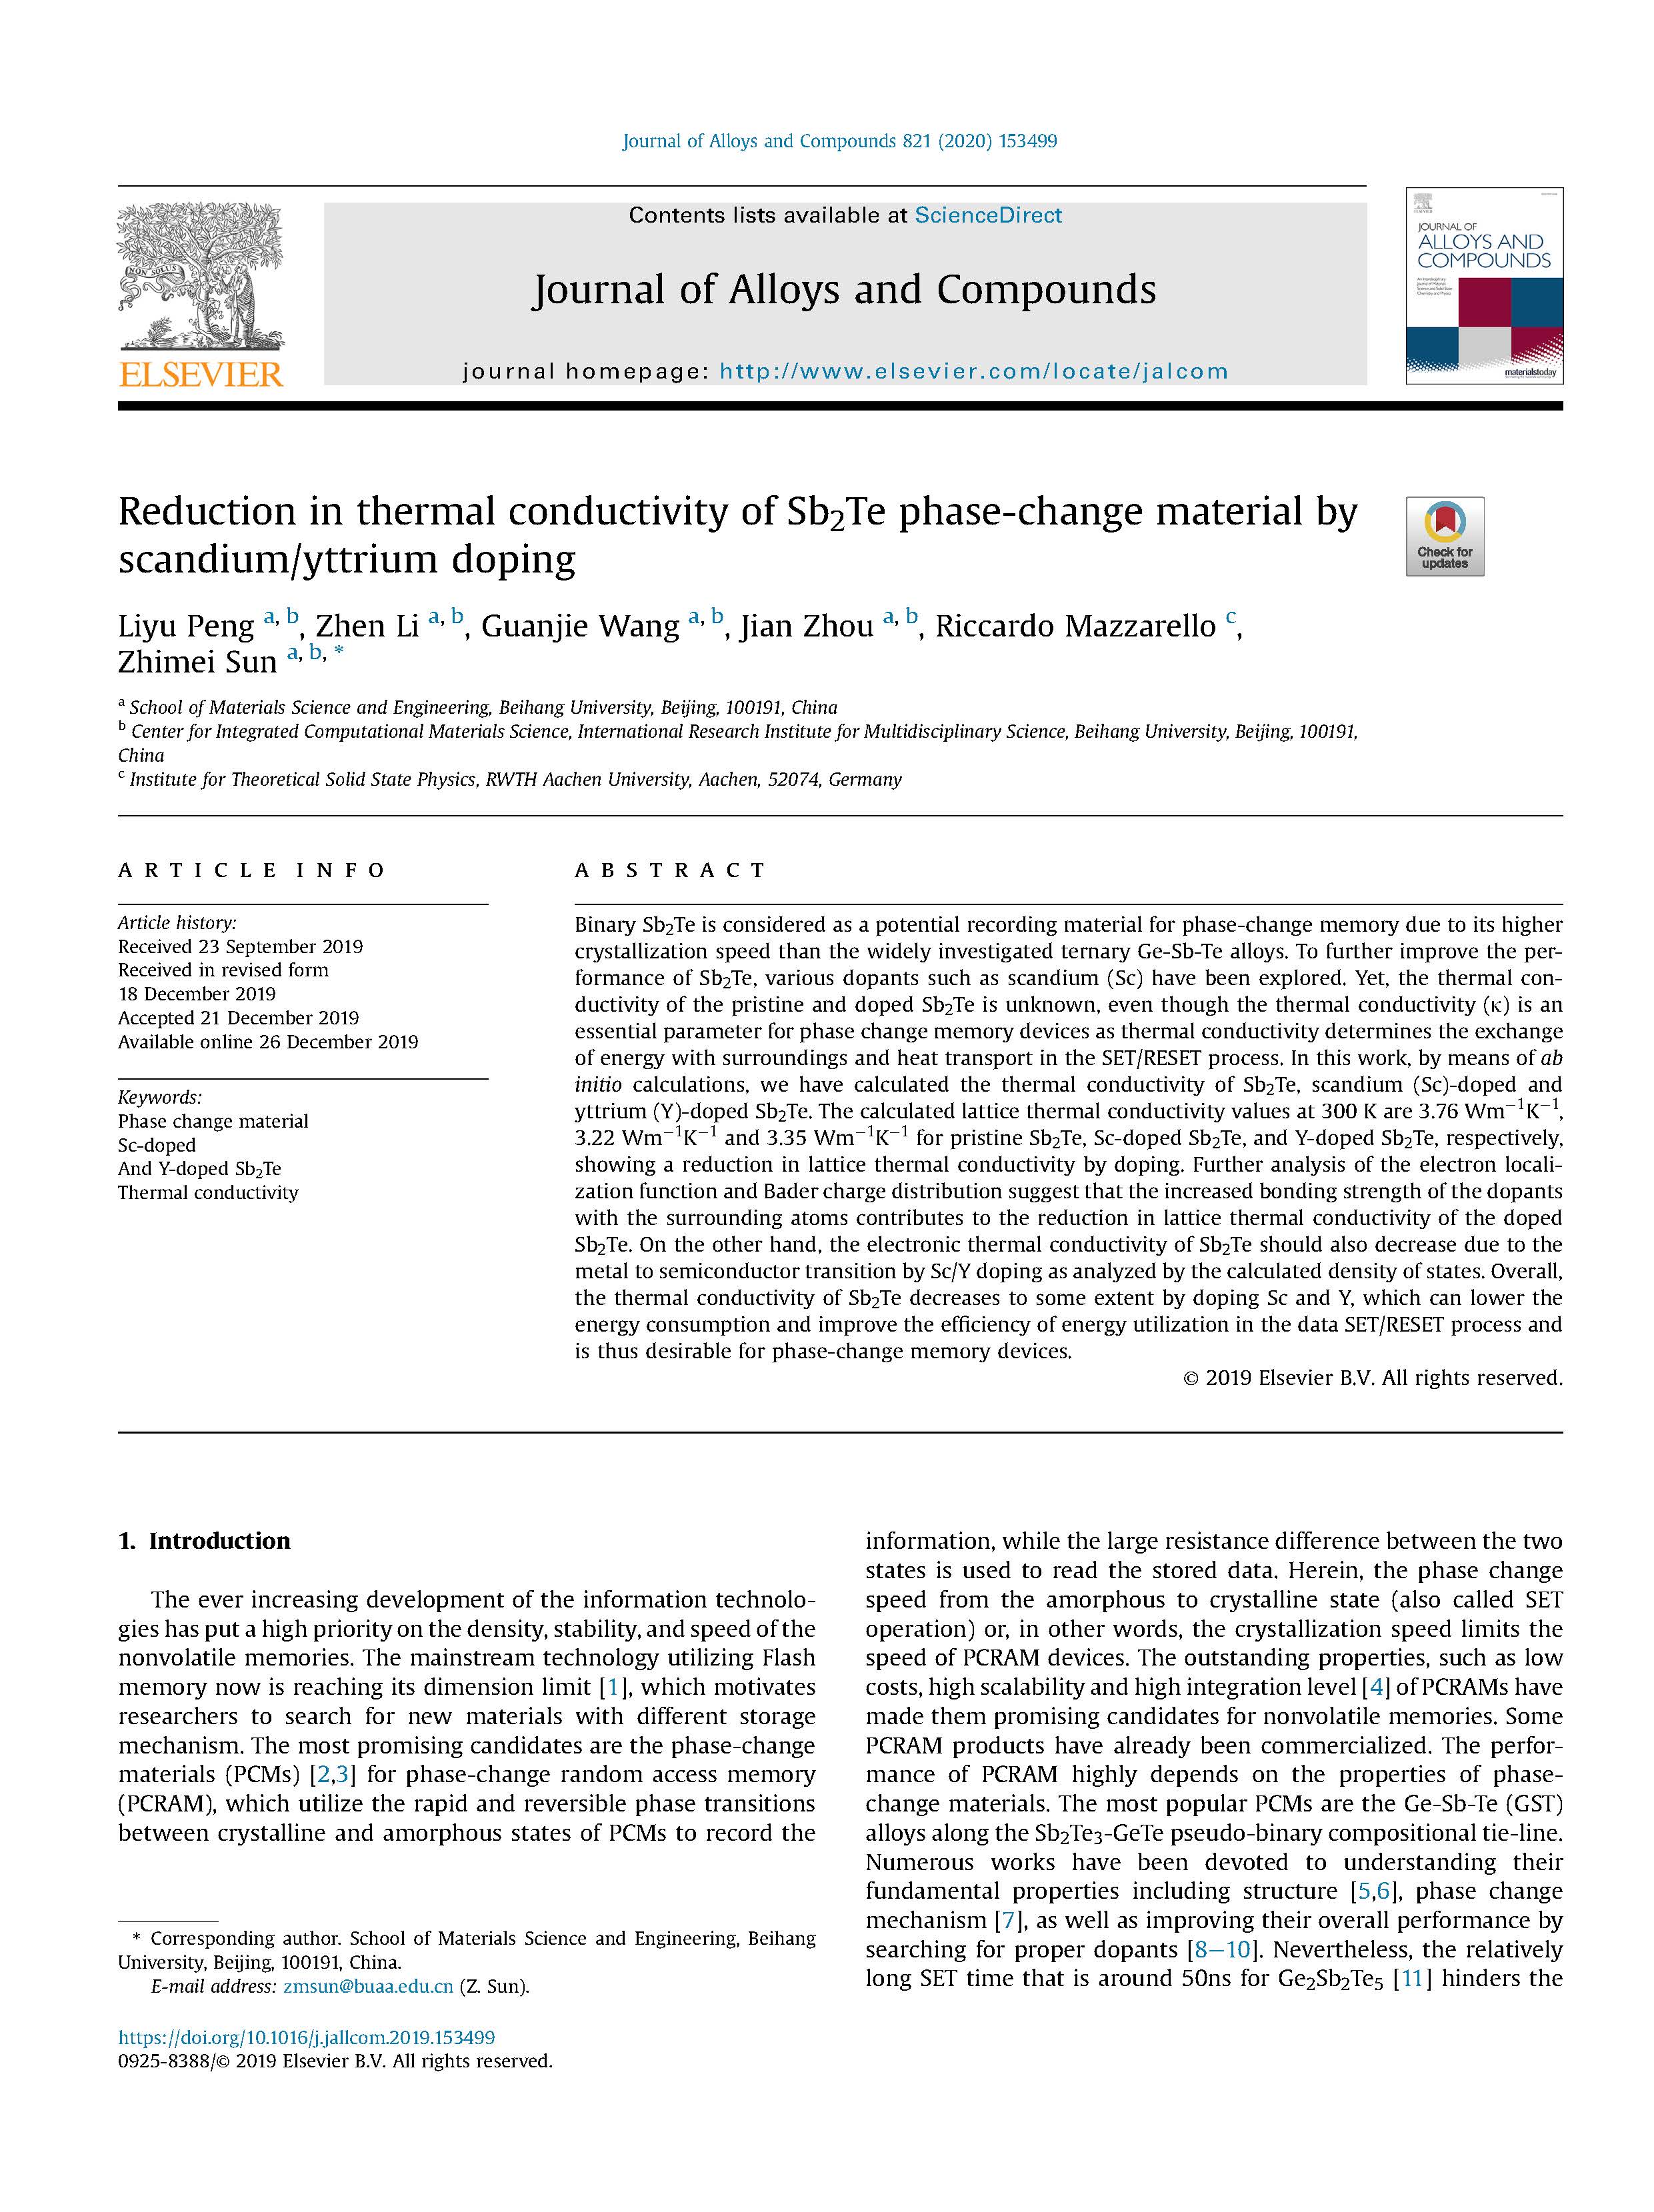 Journal of Alloys and Compounds 821 (2020) 153499
Contents lists available at ScienceDirect
Journal of Alloys and Compounds
journal homepage: http://www.elsevier.com/locate/jalcom
NON SOLUS
ELSEVIER
JOURNAL OF
ALLOYS AND
COMPOUNDS
materialstoday
Reduction in thermal conductivity of Sb₂Te phase-change material by
scandium/yttrium doping
Check for
updates
Liyu Peng a, b, Zhen Li a, b, Guanjie Wang a, b, Jian Zhou a, b, Riccardo Mazzarello c,
Zhimei Sun a, b, *
a School of Materials Science and Engineering, Beihang University, Beijing, 100191, China
b Center for Integrated Computational Materials Science, International Research Institute for Multidisciplinary Science, Beihang University, Beijing, 100191,
China
c Institute for Theoretical Solid State Physics, RWTH Aachen University, Aachen, 52074, Germany
ARTICLE INFO
Article history:
Received 23 September 2019
Received in revised form
18 December 2019
Accepted 21 December 2019
Available online 26 December 2019
Keywords:
Phase change material
Sc-doped
And Y-doped Sb₂Te
Thermal conductivity
ABSTRACT
Binary Sb₂Te is considered as a potential recording material for phase-change memory due to its higher
crystallization speed than the widely investigated ternary Ge-Sb-Te alloys. To further improve the per-
formance of Sb₂Te, various dopants such as scandium (Sc) have been explored. Yet, the thermal con-
ductivity of the pristine and doped Sb₂Te is unknown, even though the thermal conductivity (κ) is an
essential parameter for phase change memory devices as thermal conductivity determines the exchange
of energy with surroundings and heat transport in the SET/RESET process. In this work, by means of ab
initio calculations, we have calculated the thermal conductivity of Sb₂Te, scandium (Sc)-doped and
yttrium (Y)-doped Sb₂Te. The calculated lattice thermal conductivity values at 300 K are 3.76 Wm⁻¹K⁻¹,
3.22 Wm⁻¹K⁻¹ and 3.35 Wm⁻¹K⁻¹ for pristine Sb₂Te, Sc-doped Sb₂Te, and Y-doped Sb₂Te, respectively,
showing a reduction in lattice thermal conductivity by doping. Further analysis of the electron locali-
zation function and Bader charge distribution suggest that the increased bonding strength of the dopants
with the surrounding atoms contributes to the reduction in lattice thermal conductivity of the doped
Sb₂Te. On the other hand, the electronic thermal conductivity of Sb₂Te should also decrease due to the
metal to semiconductor transition by Sc/Y doping as analyzed by the calculated density of states. Overall,
the thermal conductivity of Sb₂Te decreases to some extent by doping Sc and Y, which can lower the
energy consumption and improve the efficiency of energy utilization in the data SET/RESET process and
is thus desirable for phase-change memory devices.
© 2019 Elsevier B.V. All rights reserved.
1. Introduction
The ever increasing development of the information technolo-
gies has put a high priority on the density, stability, and speed of the
nonvolatile memories. The mainstream technology utilizing Flash
memory now is reaching its dimension limit [1], which motivates
researchers to search for new materials with different storage
mechanism. The most promising candidates are the phase-change
materials (PCMs) [2,3] for phase-change random access memory
(PCRAM), which utilize the rapid and reversible phase transitions
between crystalline and amorphous states of PCMs to record the
information, while the large resistance difference between the two
states is used to read the stored data. Herein, the phase change
speed from the amorphous to crystalline state (also called SET
operation) or, in other words, the crystallization speed limits the
speed of PCRAM devices. The outstanding properties, such as low
costs, high scalability and high integration level [4] of PCRAMs have
made them promising candidates for nonvolatile memories. Some
PCRAM products have already been commercialized. The perfor-
mance of PCRAM highly depends on the properties of phase-
change materials. The most popular PCMs are the Ge-Sb-Te (GST)
alloys along the Sb₂Te₃-GeTe pseudo-binary compositional tie-line.
Numerous works have been devoted to understanding their
fundamental properties including structure [5,6], phase change
mechanism [7], as well as improving their overall performance by
searching for proper dopants [8–10]. Nevertheless, the relatively
long SET time that is around 50ns for Ge₂Sb₂Te₅ [11] hinders the
* Corresponding author. School of Materials Science and Engineering, Beihang
University, Beijing, 100191, China.
E-mail address: zmsun@buaa.edu.cn (Z. Sun).
https://doi.org/10.1016/j.jallcom.2019.153499
0925-8388/© 2019 Elsevier B.V. All rights reserved.